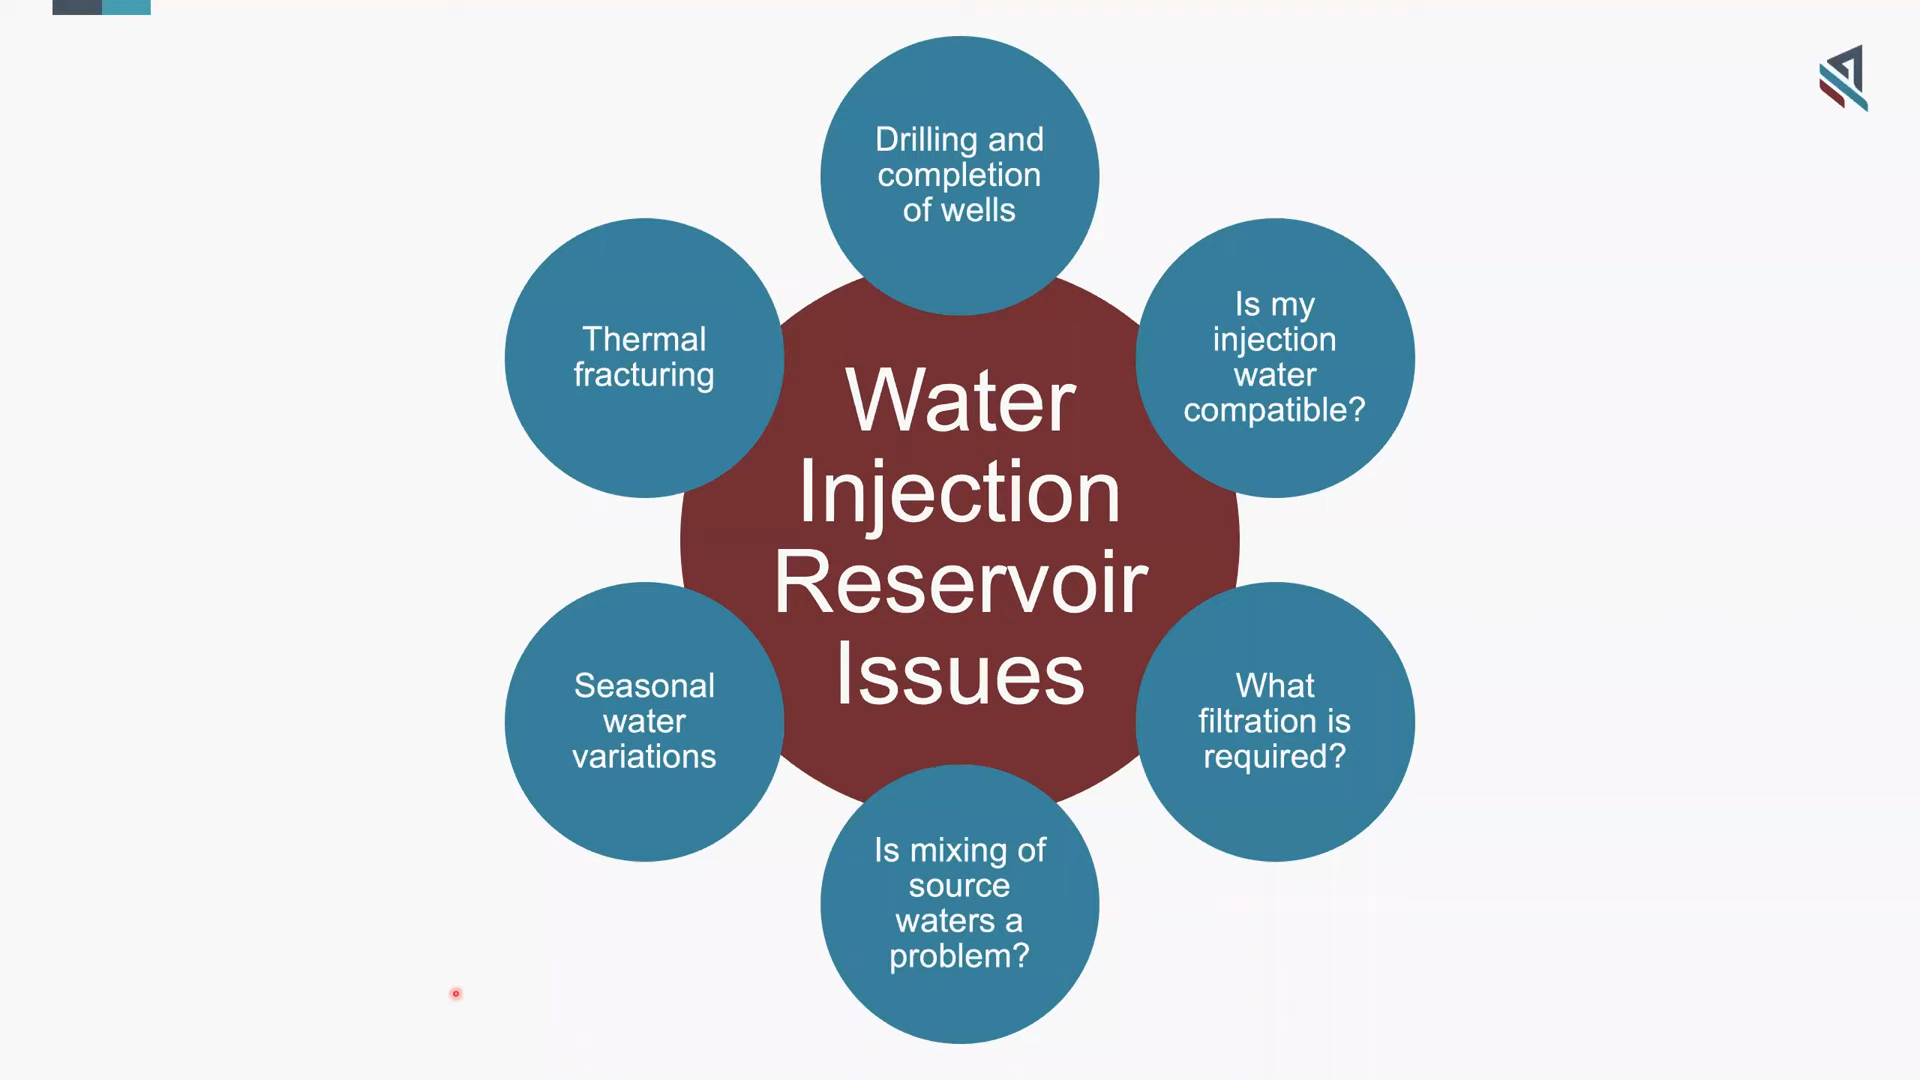 Drilling and
completion
of wells
Is my
injection
water
compatible?
What
filtration is
required?
Is mixing of
source
waters a
problem?
Seasonal
water
variations
Thermal
fracturing
Water
Injection
Reservoir
Issues